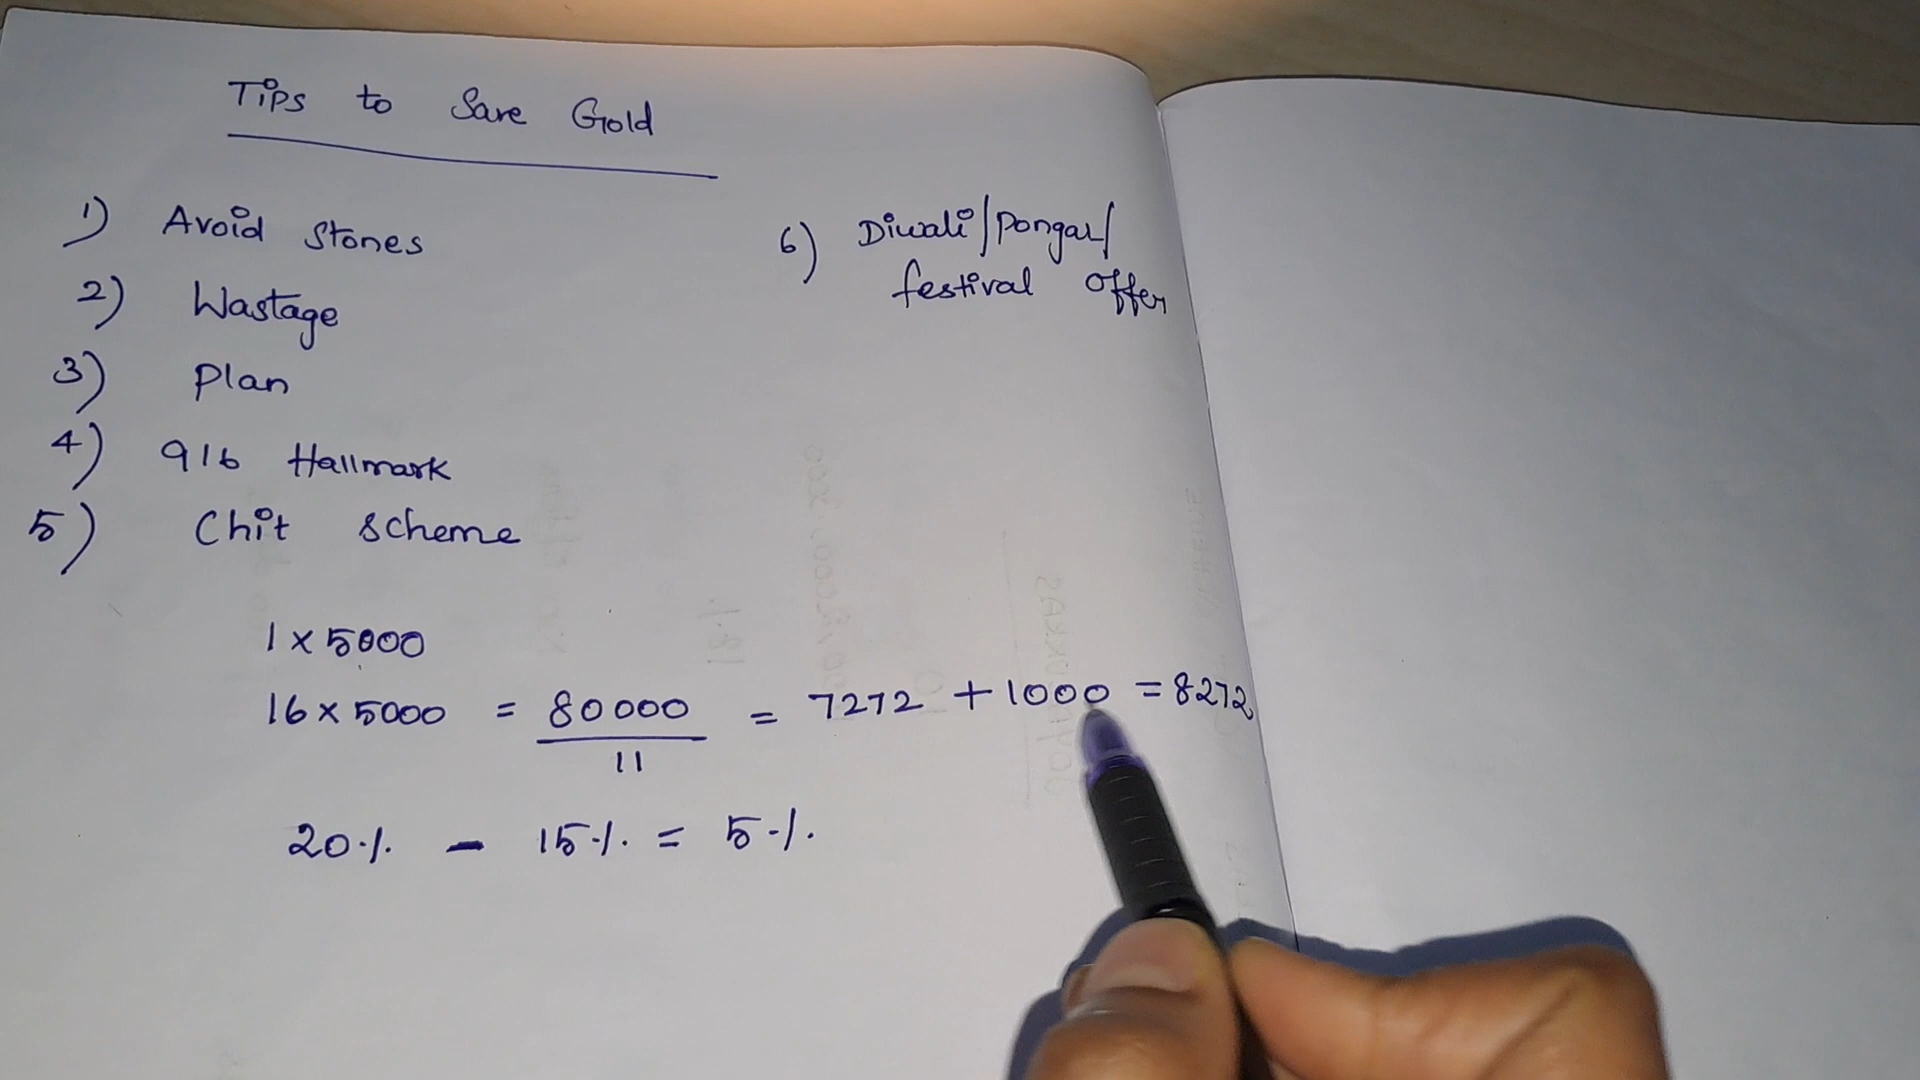 Tips to Save Gold
1) Avoid Stones
2) Wastage
3) Plan
4) 916 Hallmark
5) Chit scheme
6) Diwali/Pongal/
festival offer
1 x 5000
16 x 5000 = 80000/11 = 7272 + 1000 = 8272
20% - 15% = 5%